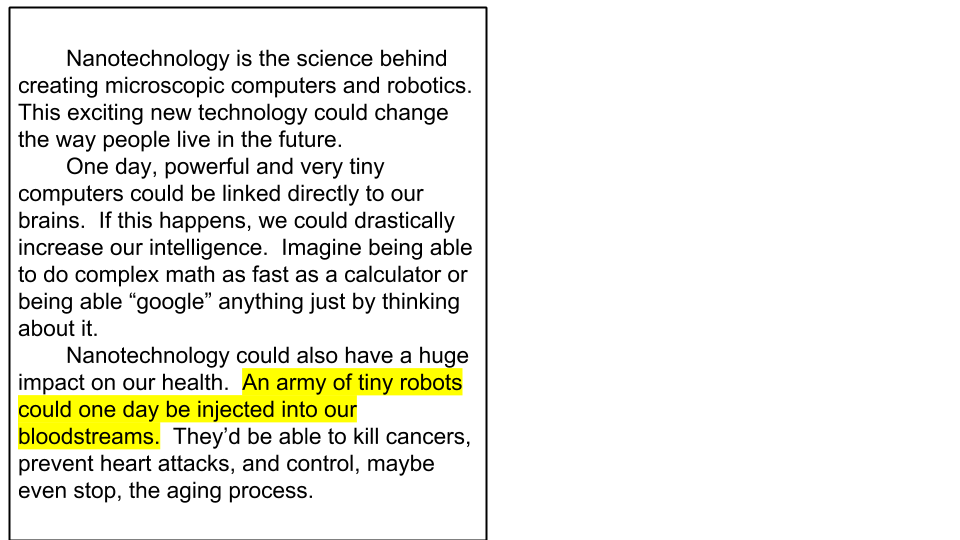 Nanotechnology is the science behind
creating microscopic computers and robotics.
This exciting new technology could change
the way people live in the future.
One day, powerful and very tiny
computers could be linked directly to our
brains.  If this happens, we could drastically
increase our intelligence.  Imagine being able
to do complex math as fast as a calculator or
being able “google” anything just by thinking
about it.
Nanotechnology could also have a huge
impact on our health.  An army of tiny robots
could one day be injected into our
bloodstreams.  They’d be able to kill cancers,
prevent heart attacks, and control, maybe
even stop, the aging process.